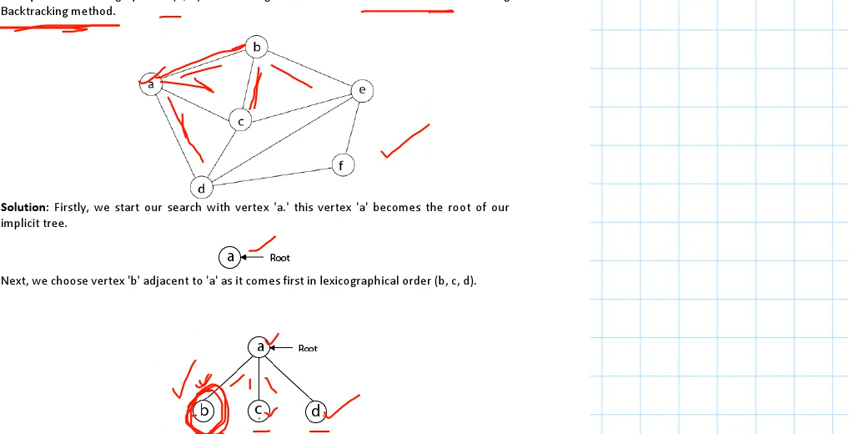 Backtracking method.
b
a
e
c
f
d
Solution: Firstly, we start our search with vertex 'a.' this vertex 'a' becomes the root of our
implicit tree.
a Root
Next, we choose vertex 'b' adjacent to 'a' as it comes first in lexicographical order (b, c, d).
a Root
b c d